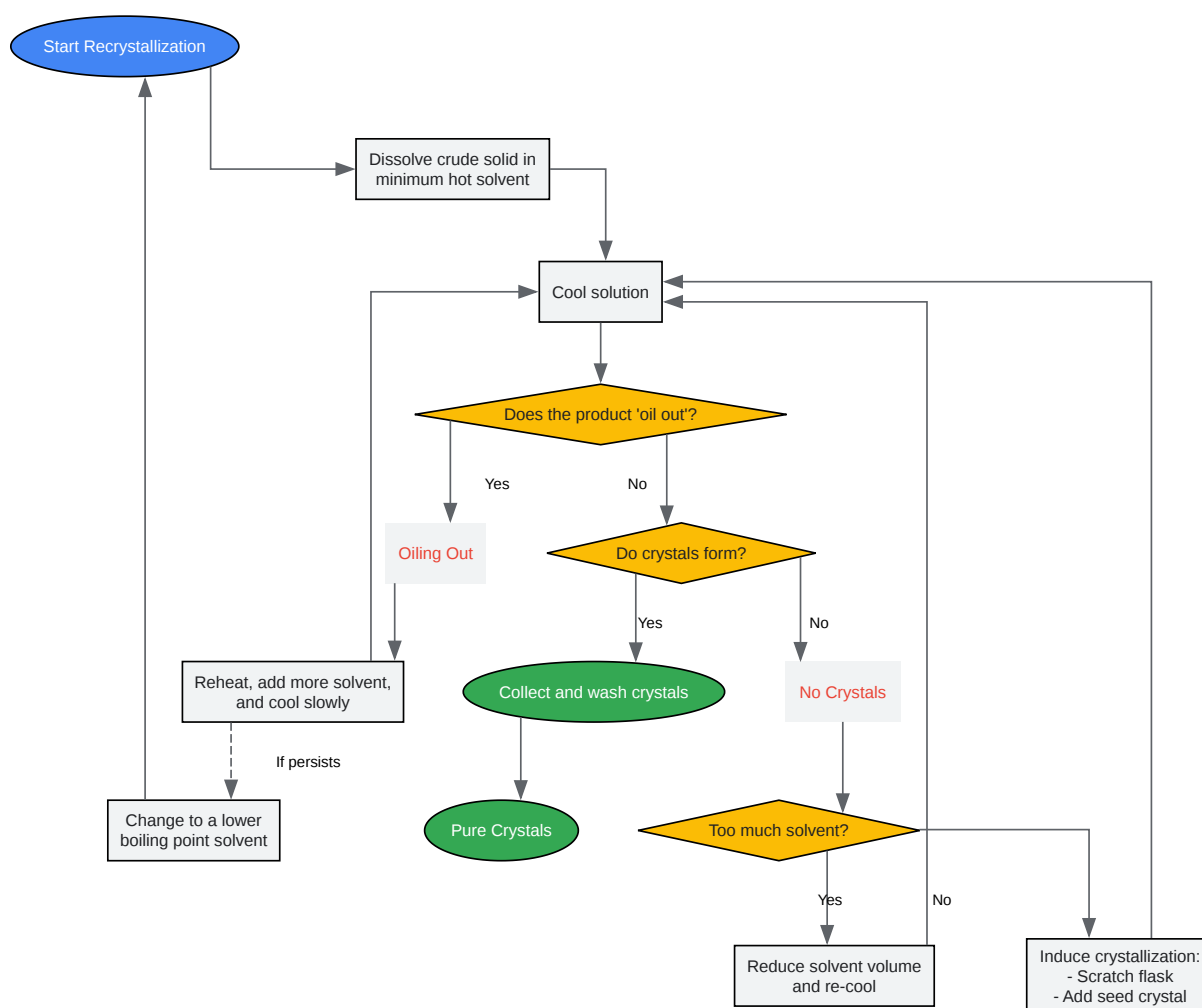 Start Recrystallization
Dissolve crude solid in
minimum hot solvent
Cool solution
Does the product 'oil out'?
Yes
No
Oiling Out
Do crystals form?
Yes
No
Reheat, add more solvent,
and cool slowly
Collect and wash crystals
No Crystals
If persists
Change to a lower
boiling point solvent
Pure Crystals
Too much solvent?
Yes
No
Reduce solvent volume
and re-cool
Induce crystallization:
- Scratch flask
- Add seed crystal